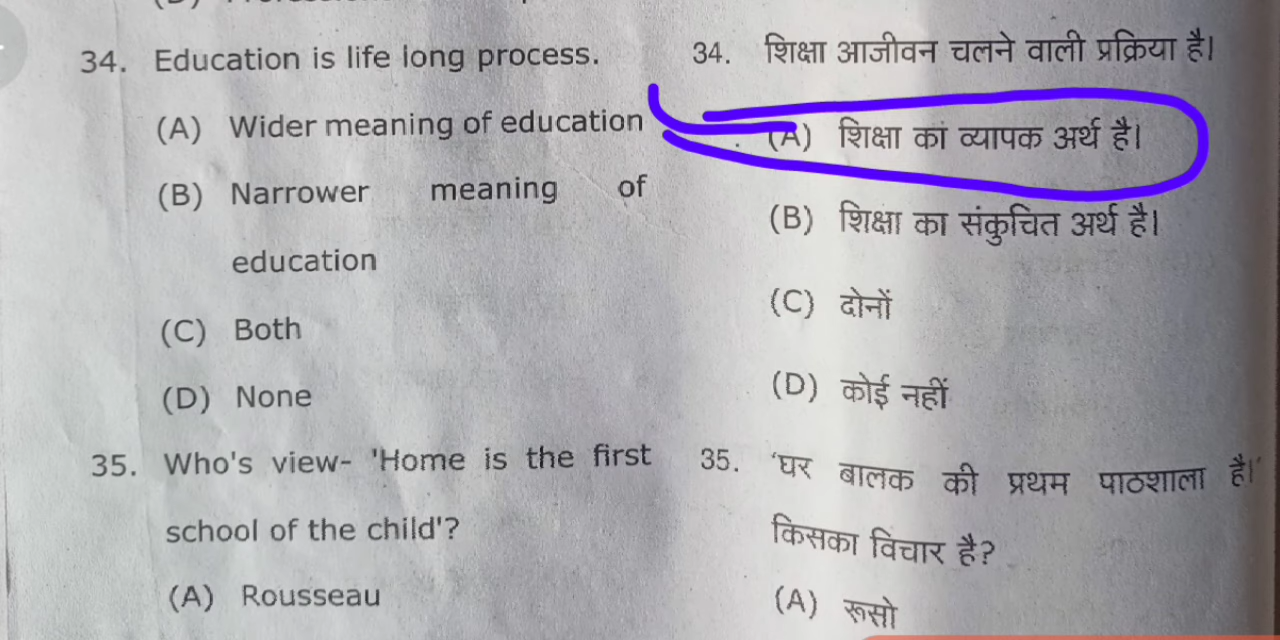 34. Education is life long process.
(A) Wider meaning of education
(B) Narrower meaning of
education
(C) Both
(D) None
35. Who's view- 'Home is the first
school of the child'?
(A) Rousseau
34. शिक्षा आजीवन चलने वाली प्रक्रिया है।
(A) शिक्षा का व्यापक अर्थ है।
(B) शिक्षा का संकुचित अर्थ है।
(C) दोनों
(D) कोई नहीं
35. 'घर बालक की प्रथम पाठशाला है।'
किसका विचार है?
(A) रूसो